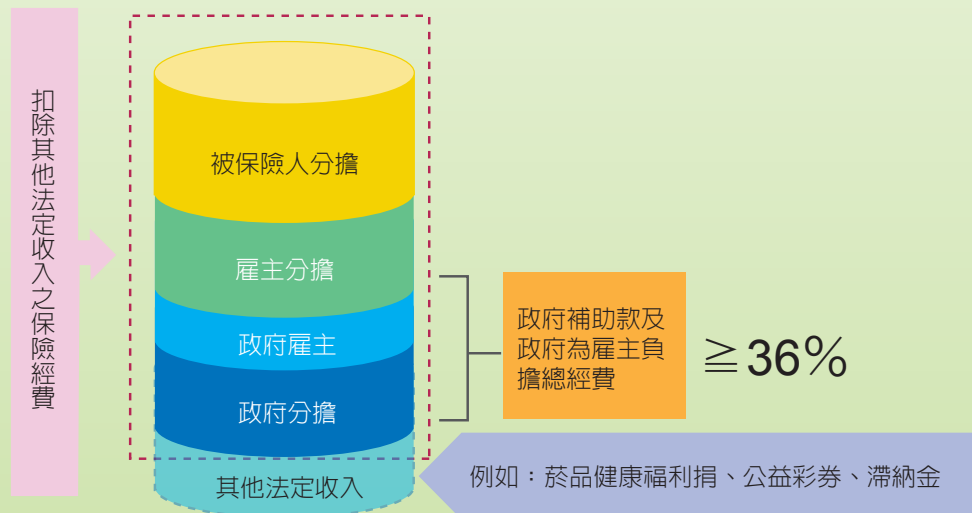 扣除其他法定收入之保險經費
被保險人分擔
雇主分擔
政府雇主
政府分擔
其他法定收入
政府補助款及
政府為雇主負
擔總經費
≧36%
例如：菸品健康福利捐、公益彩券、滯納金